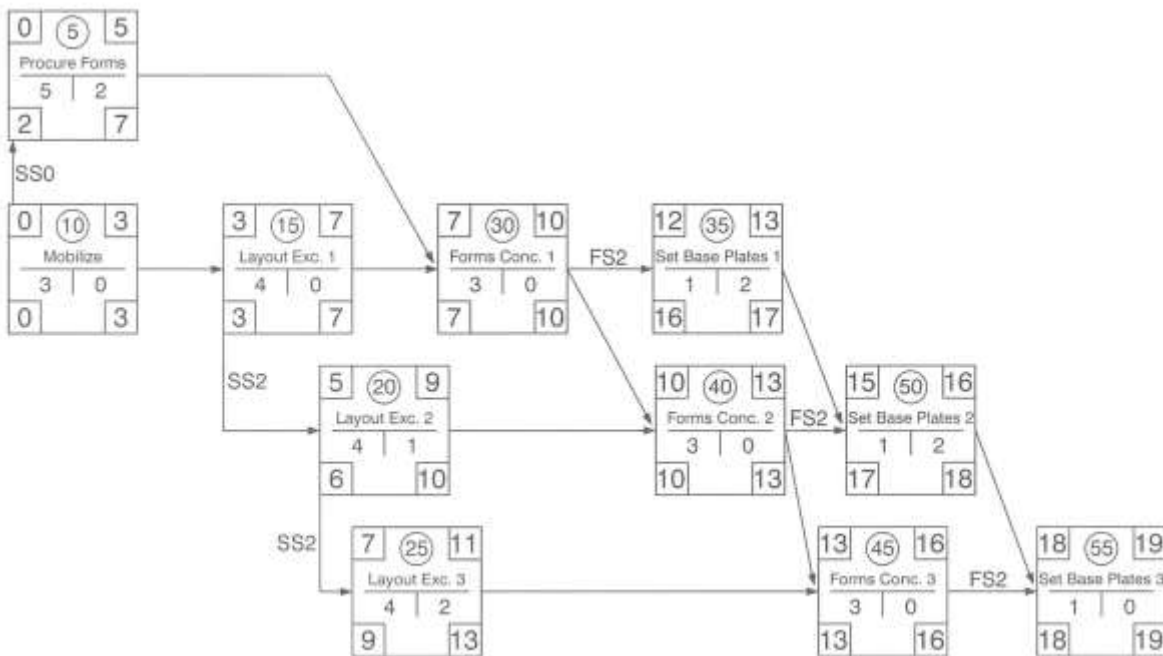 0 5 5
Procure Forms
5 2
2 7
SS0
0 10 3
Mobilize
3 0
0 3
3 15 7
Layout Exc. 1
4 0
3 7
7 30 10
Forms Conc. 1
3 0
7 10
FS2
12 35 13
Set Base Plates 1
1 2
16 17
SS2
5 20 9
Layout Exc. 2
4 1
6 10
10 40 13
Forms Conc. 2
3 0
10 13
FS2
15 50 16
Set Base Plates 2
1 2
17 18
SS2
7 25 11
Layout Exc. 3
4 2
9 13
13 45 16
Forms Conc. 3
3 0
13 16
FS2
18 55 19
Set Base Plates 3
1 0
18 19